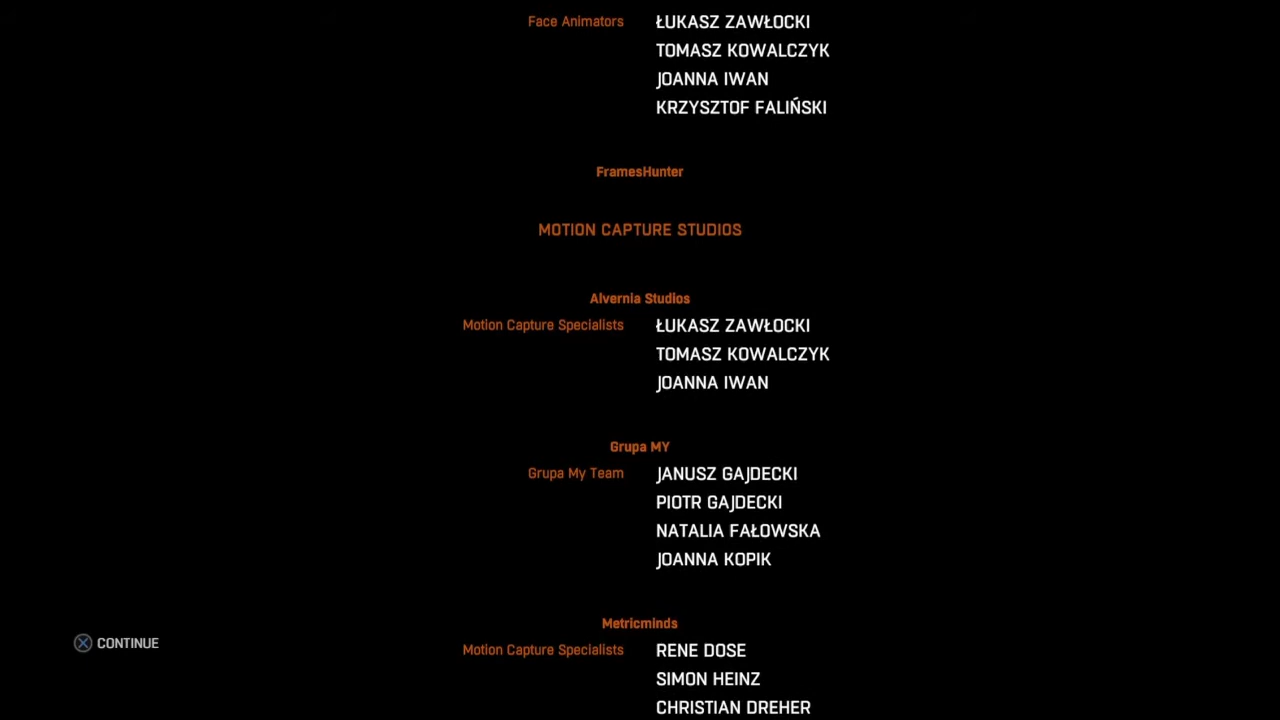 Face Animators ŁUKASZ ZAWŁOCKI
TOMASZ KOWALCZYK
JOANNA IWAN
KRZYSZTOF FALIŃSKI
FramesHunter
MOTION CAPTURE STUDIOS
Alvernia Studios
Motion Capture Specialists ŁUKASZ ZAWŁOCKI
TOMASZ KOWALCZYK
JOANNA IWAN
Grupa MY
Grupa My Team JANUSZ GAJDECKI
PIOTR GAJDECKI
NATALIA FAŁOWSKA
JOANNA KOPIK
Metricminds
CONTINUE
Motion Capture Specialists RENE DOSE
SIMON HEINZ
CHRISTIAN DREHER